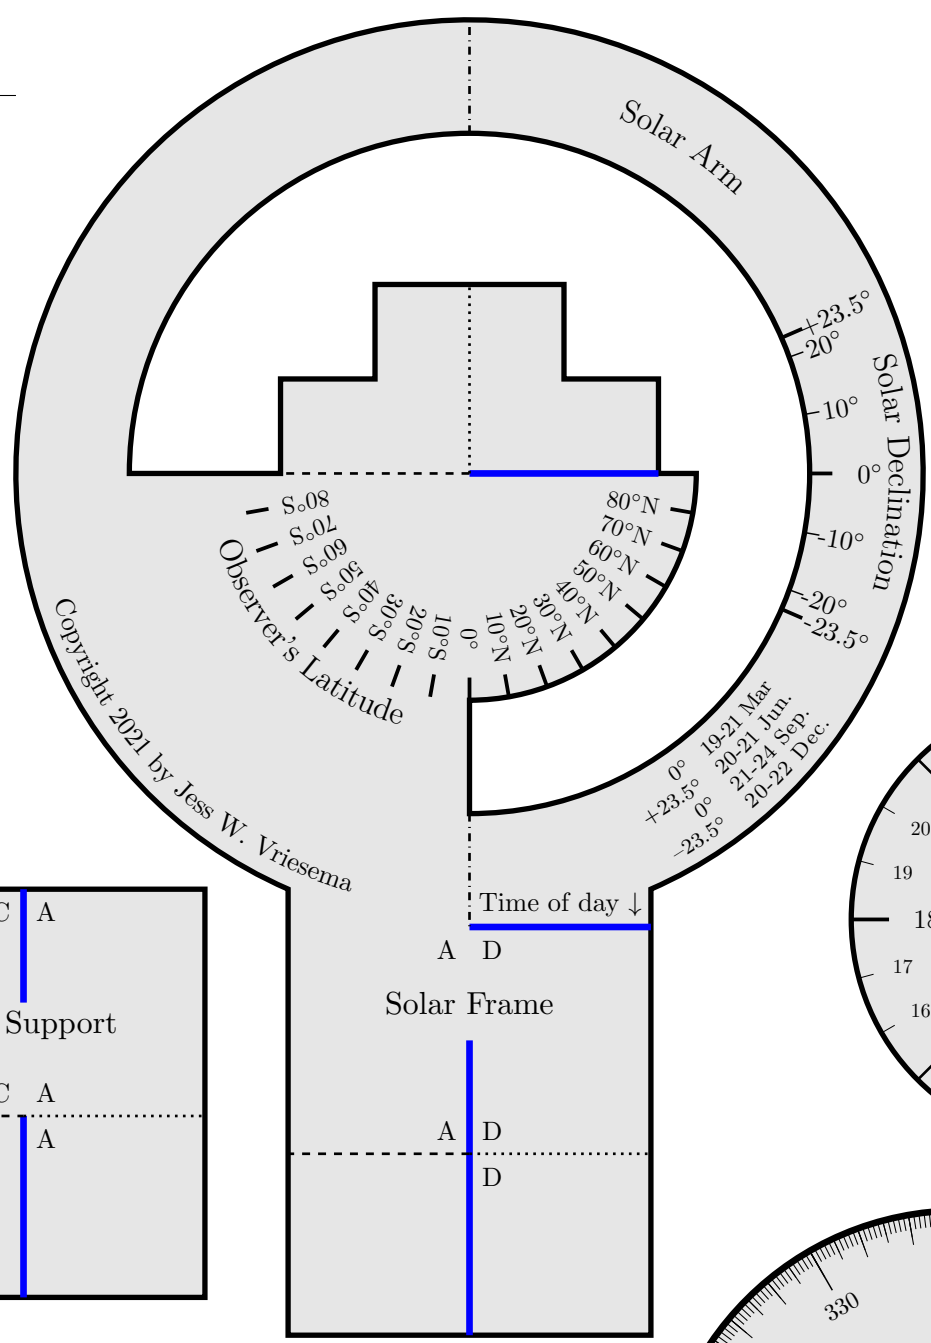 Solar Arm
+23.5°
20°
10°
0°
-10°
-20°
-23.5°
Solar Declination
80°S
70°S
60°S
50°S
40°S
30°S
20°S
10°S
0°
10°N
20°N
30°N
40°N
50°N
60°N
70°N
80°N
Observer's Latitude
0° 19-21 Mar
+23.5° 20-21 Jun.
0° 21-24 Sep.
–23.5° 20-22 Dec.
Copyright 2021 by Jess W. Vriesema
Time of day ↓
A D
Solar Frame
A D
D
C A
Support
C A
A
20
19
18
17
16
330